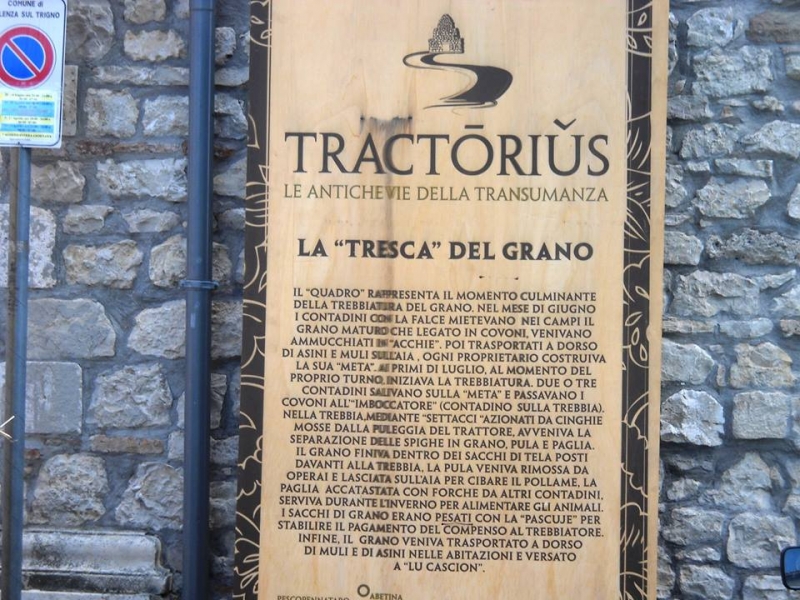 COMUNE di
LENZA SUL TRIGNO
TRACTŌRIŬS
LE ANTICHE VIE DELLA TRANSUMANZA
LA "TRESCA" DEL GRANO
IL "QUADRO" RAPPRESENTA IL MOMENTO CULMINANTE
DELLA TREBBIATURA DEL GRANO. NEL MESE DI GIUGNO
I CONTADINI CON LA FALCE MIETEVANO NEI CAMPI IL
GRANO MATURO CHE LEGATO IN COVONI, VENIVANO
AMMUCCHIATI IN "ACCHIE". POI TRASPORTATI A DORSO
DI ASINI E MULI SULL'AIA , OGNI PROPRIETARIO COSTRUIVA
LA SUA "META". AI PRIMI DI LUGLIO, AL MOMENTO DEL
PROPRIO TURNO, INIZIAVA LA TREBBIATURA. DUE O TRE
CONTADINI SALIVANO SULLA "META" E PASSAVANO I
COVONI ALL'"IMBOCCATORE" (CONTADINO SULLA TREBBIA).
NELLA TREBBIA,MEDIANTE "SETTACCI "AZIONATI DA CINGHIE
MOSSE DALLA PULEGGIA DEL TRATTORE, AVVENIVA LA
SEPARAZIONE DELLE SPIGHE IN GRANO, PULA E PAGLIA.
IL GRANO FINIVA DENTRO DEI SACCHI DI TELA POSTI
DAVANTI ALLA TREBBIA, LA PULA VENIVA RIMOSSA DA
OPERAI E LASCIATA SULL'AIA PER CIBARE IL POLLAME, LA
PAGLIA ACCATASTATA CON FORCHE DA ALTRI CONTADINI,
SERVIVA DURANTE L'INVERNO PER ALIMENTARE GLI ANIMALI.
I SACCHI DI GRANO ERANO PESATI CON LA "PASCUJE" PER
STABILIRE IL PAGAMENTO DEL COMPENSO AL TREBBIATORE.
INFINE, IL GRANO VENIVA TRASPORTATO A DORSO
DI MULI E DI ASINI NELLE ABITAZIONI E VERSATO
A "LU CASCION".
PESCOPENNATARO ABETINA